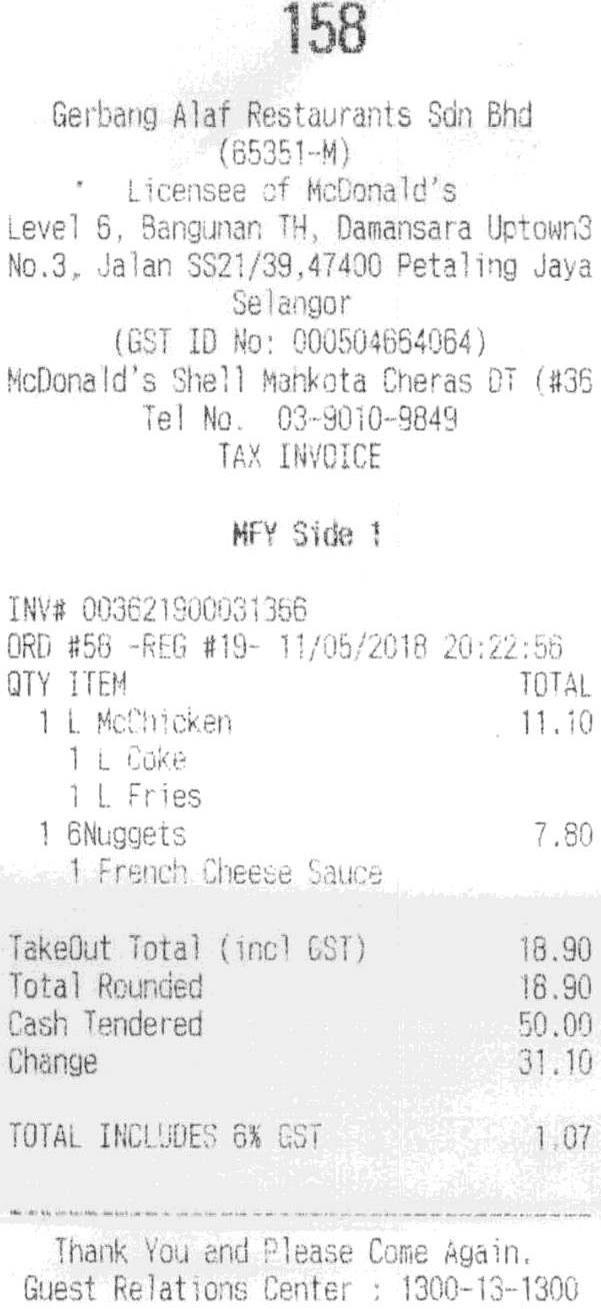 158
Gerbang Alaf Restaurants Sdn Bhd
(65351-M)
Licensee of McDonald's
Level 6, Bangunan TH, Damansara Uptown3
No.3, Jalan SS21/39,47400 Petaling Jaya
Selangor
(GST ID No: 000504664064)
McDonald's Shell Mahkota Cheras DT (#36
Tel No. 03-9010-9849
TAX INVOICE
MFY Side 1
INV# 003621900031366
ORD #58 -REG #19- 11/05/2018 20:22:56
QTY ITEM TOTAL
1 L McChicken 11.10
1 L Coke
1 L Fries
1 6Nuggets 7.80
1 French Cheese Sauce
TakeOut Total (incl GST) 18.90
Total Rounded 18.90
Cash Tendered 50.00
Change 31.10
TOTAL INCLUDES 6% GST 1.07
Thank You and Please Come Again.
Guest Relations Center : 1300-13-1300